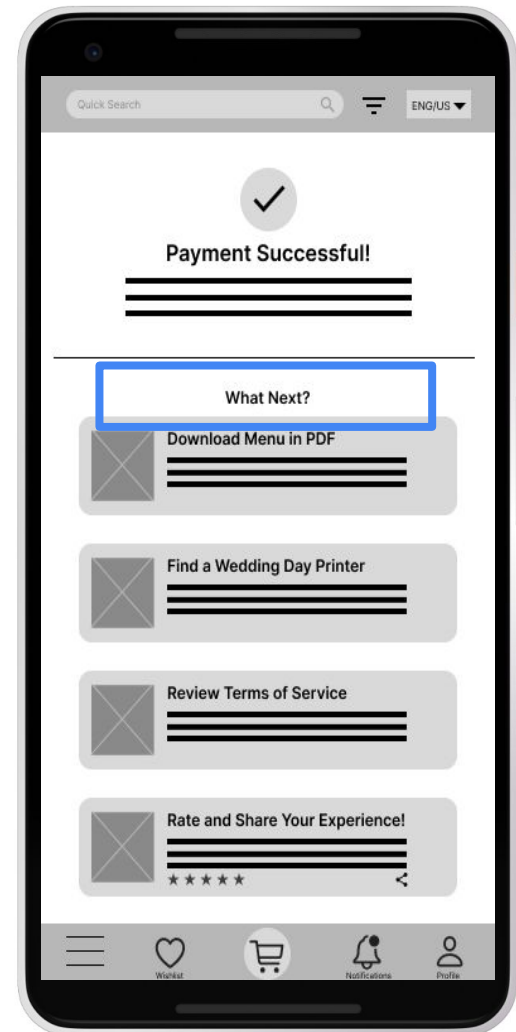 Quick Search
ENG/US
Payment Successful!
What Next?
Download Menu in PDF
Find a Wedding Day Printer
Review Terms of Service
Rate and Share Your Experience!
Wishlist
Notifications
Profile